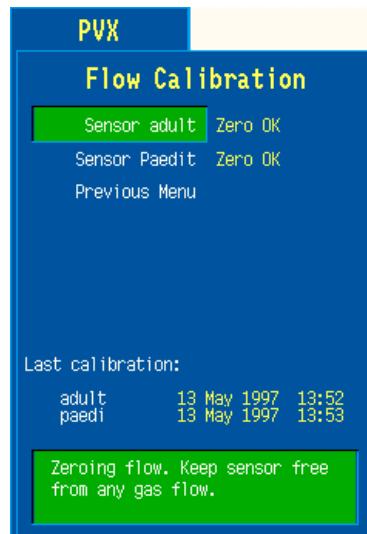 PVX
Flow Calibration
Sensor adult Zero OK
Sensor Paedit Zero OK
Previous Menu
Last calibration:
adult 13 May 1997 13:52
paedi 13 May 1997 13:53
Zeroing flow. Keep sensor free
from any gas flow.